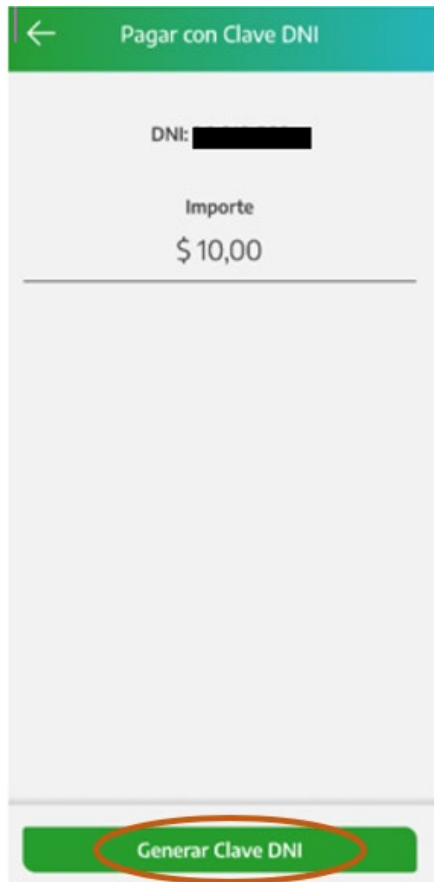 Pagar con Clave DNI
DNI:
Importe
$ 10,00
Generar Clave DNI